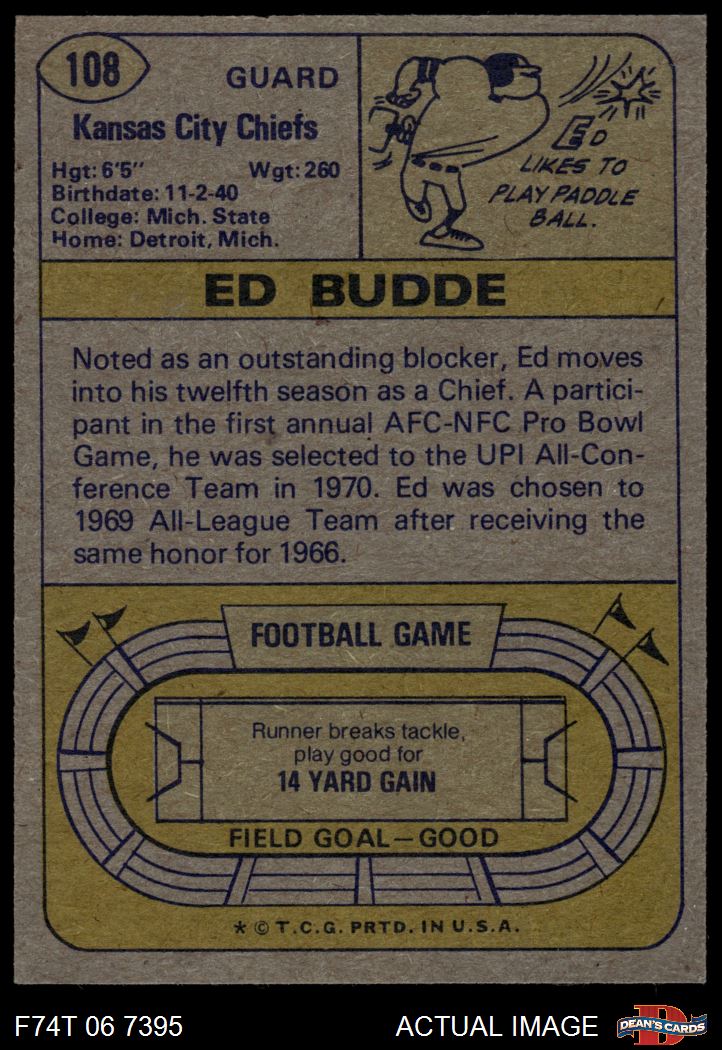 108
GUARD
Kansas City Chiefs
Hgt: 6'5" Wgt: 260
Birthdate: 11-2-40
College: Mich. State
Home: Detroit, Mich.
ED
LIKES TO
PLAY PADDLE
BALL.
ED BUDDE
Noted as an outstanding blocker, Ed moves
into his twelfth season as a Chief. A partici-
pant in the first annual AFC-NFC Pro Bowl
Game, he was selected to the UPI All-Con-
ference Team in 1970. Ed was chosen to
1969 All-League Team after receiving the
same honor for 1966.
FOOTBALL GAME
Runner breaks tackle,
play good for
14 YARD GAIN
FIELD GOAL—GOOD
* © T.C.G. PRTD. IN U.S.A.
F74T 06 7395
ACTUAL IMAGE
DEAN'S CARDS